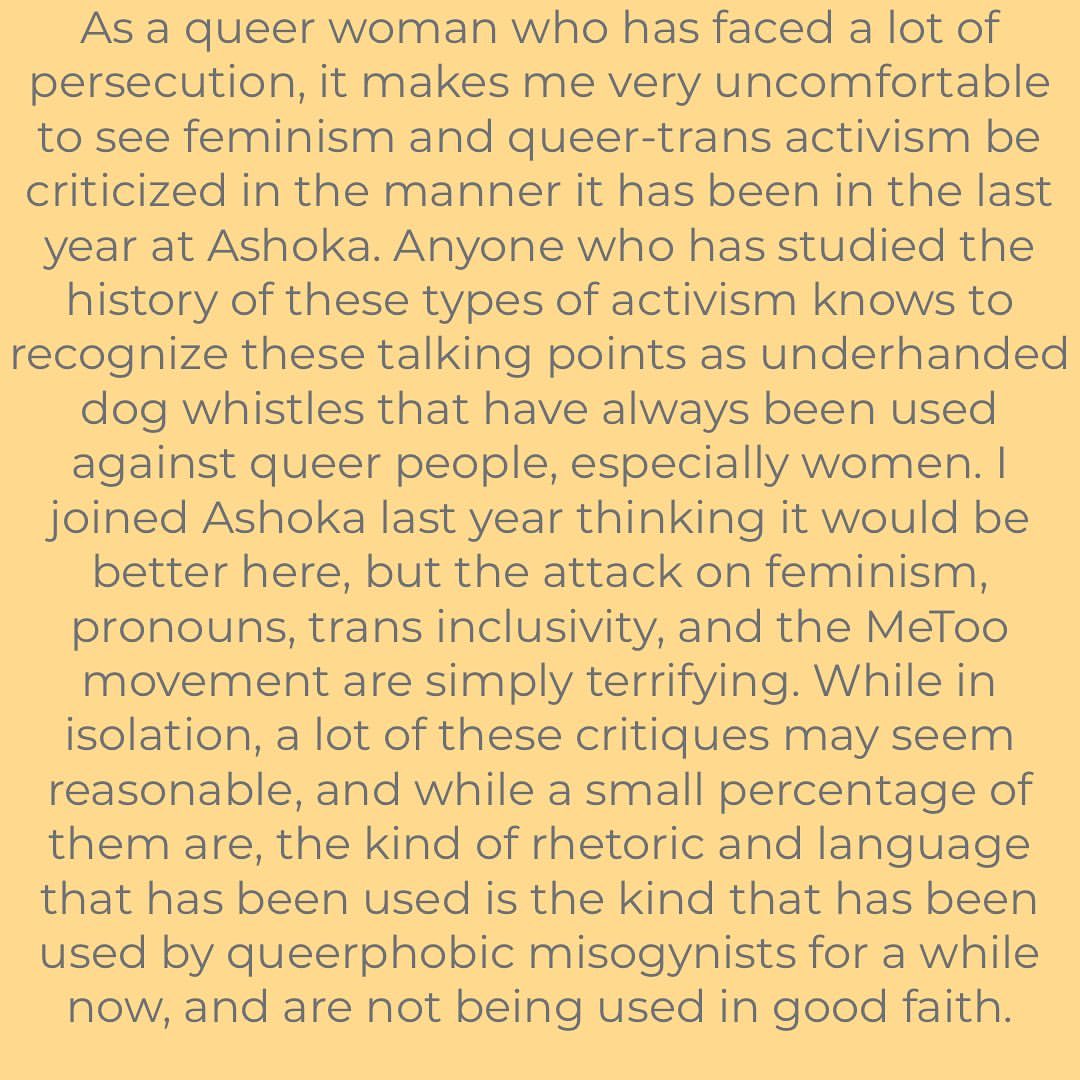 As a queer woman who has faced a lot of
persecution, it makes me very uncomfortable
to see feminism and queer-trans activism be
criticized in the manner it has been in the last
year at Ashoka. Anyone who has studied the
history of these types of activism knows to
recognize these talking points as underhanded
dog whistles that have always been used
against queer people, especially women. I
joined Ashoka last year thinking it would be
better here, but the attack on feminism,
pronouns, trans inclusivity, and the MeToo
movement are simply terrifying. While in
isolation, a lot of these critiques may seem
reasonable, and while a small percentage of
them are, the kind of rhetoric and language
that has been used is the kind that has been
used by queerphobic misogynists for a while
now, and are not being used in good faith.